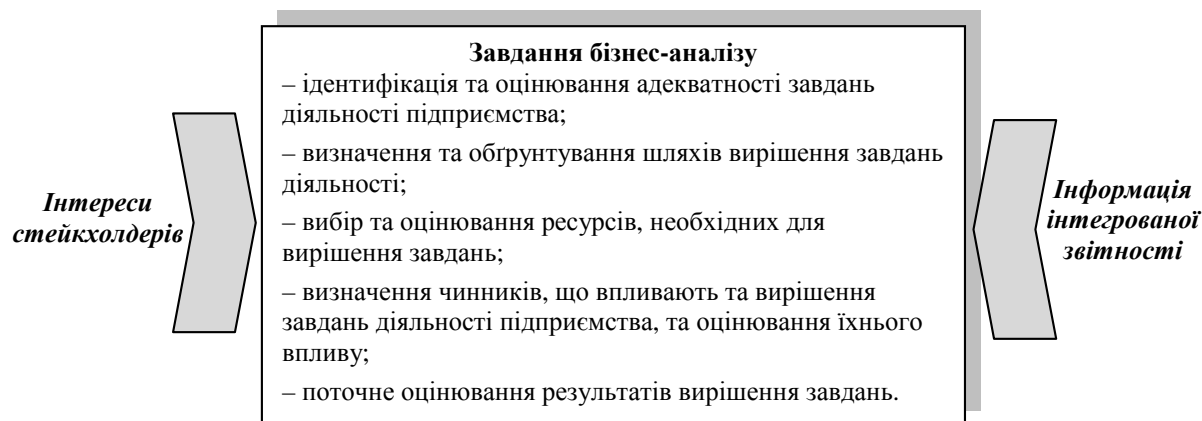 Інтереси
стейкхолдерів
Завдання бізнес-аналізу
– ідентифікація та оцінювання адекватності завдань
діяльності підприємства;
– визначення та обґрунтування шляхів вирішення завдань
діяльності;
– вибір та оцінювання ресурсів, необхідних для
вирішення завдань;
– визначення чинників, що впливають та вирішення
завдань діяльності підприємства, та оцінювання їхнього
впливу;
– поточне оцінювання результатів вирішення завдань.
Інформація
інтегрованої
звітності